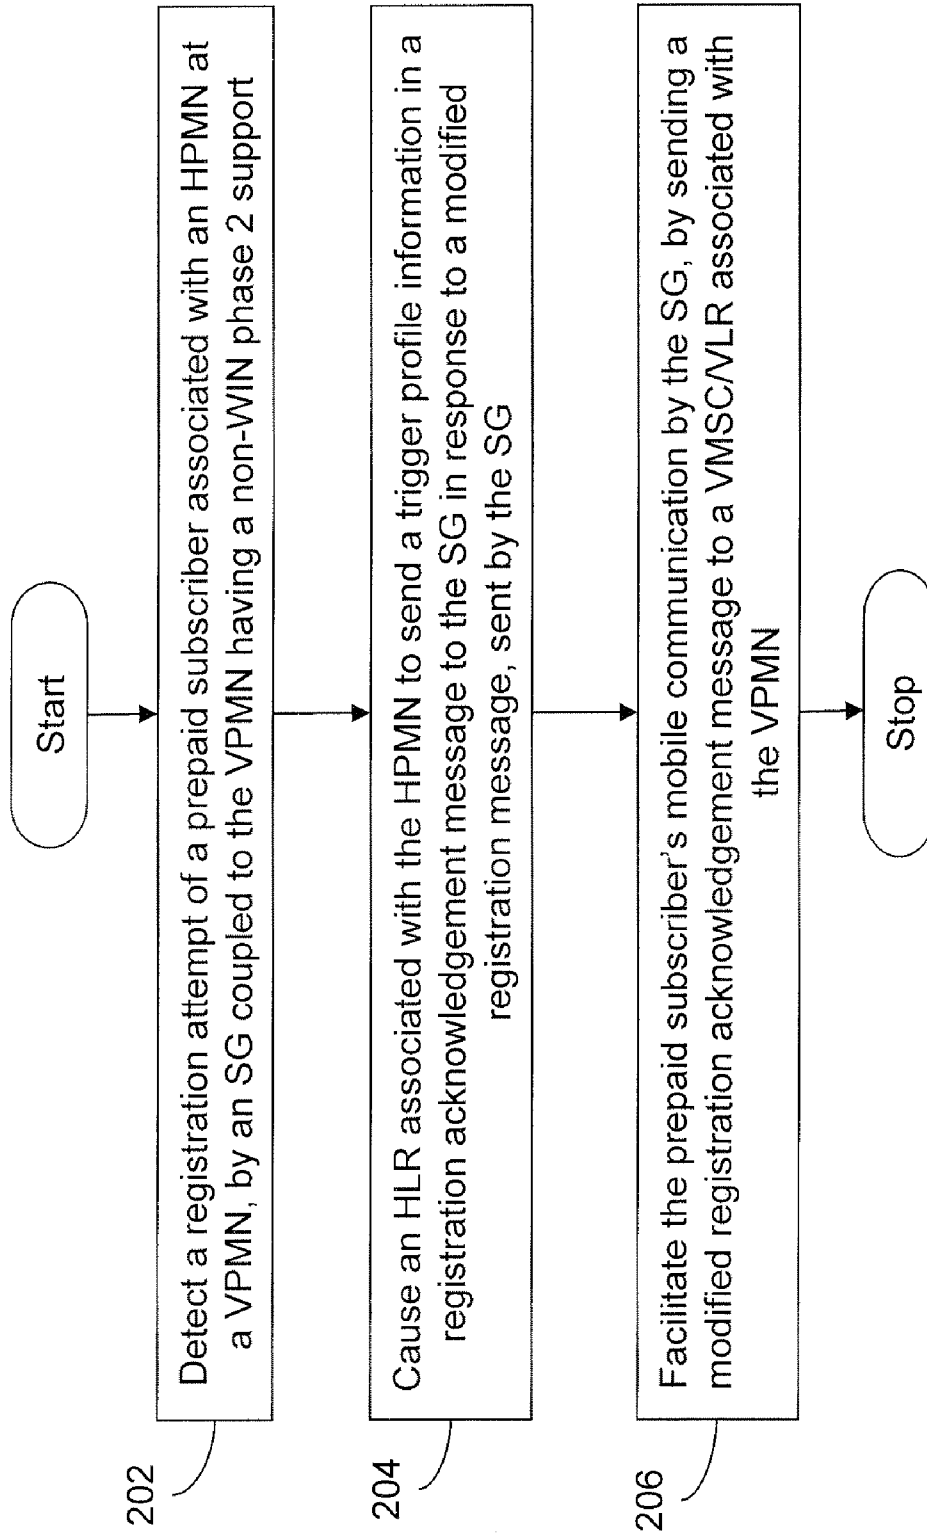 Start
202
Detect a registration attempt of a prepaid subscriber associated with an HPMN at
a VPMN, by an SG coupled to the VPMN having a non-WIN phase 2 support
204
Cause an HLR associated with the HPMN to send a trigger profile information in a
registration acknowledgement message to the SG in response to a modified
registration message, sent by the SG
206
Facilitate the prepaid subscriber's mobile communication by the SG, by sending a
modified registration acknowledgement message to a VMSC/VLR associated with
the VPMN
Stop